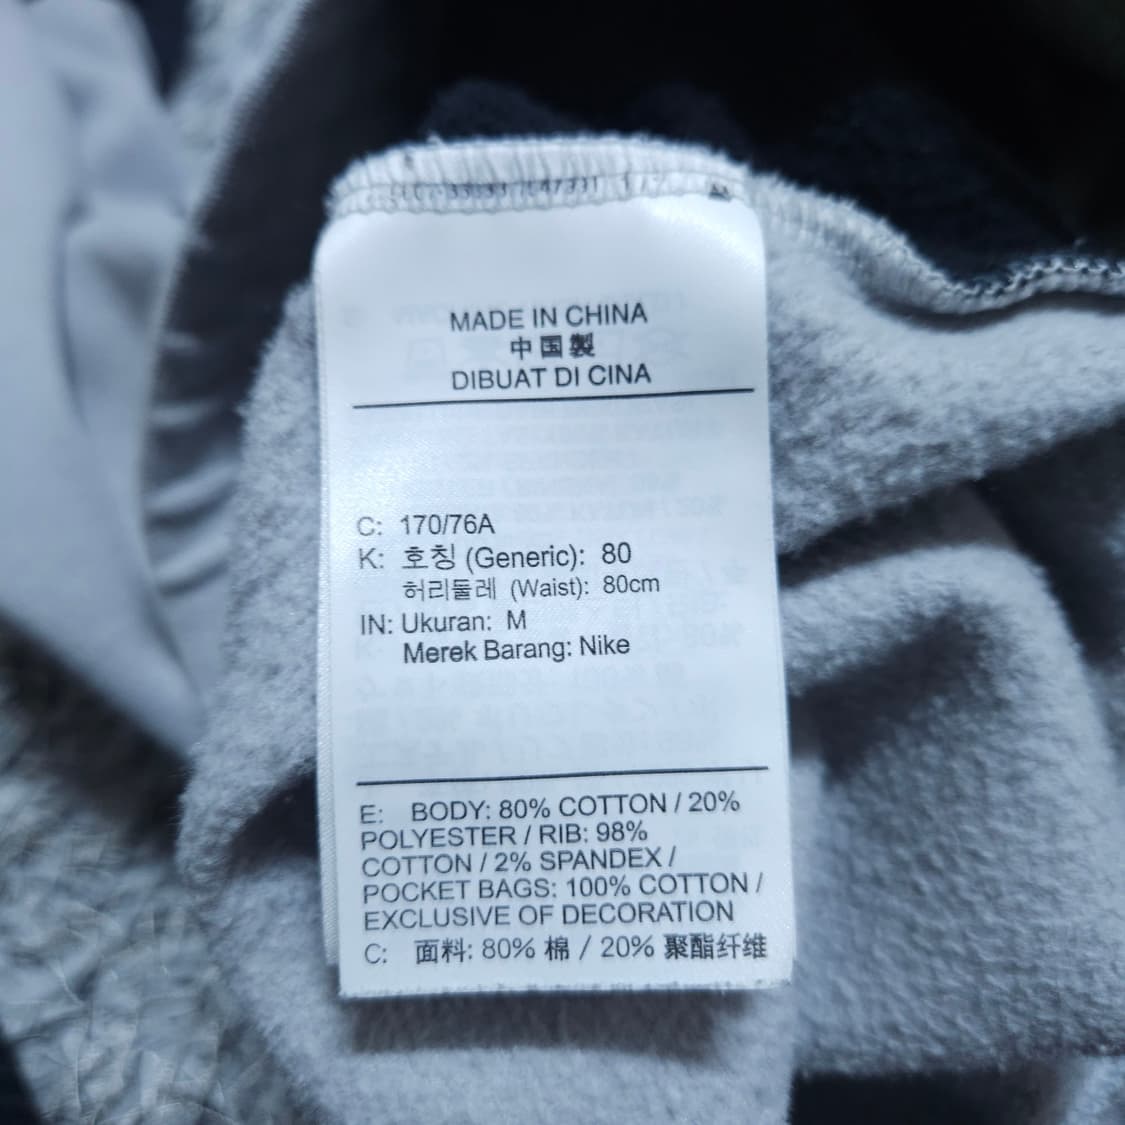 MADE IN CHINA
中国製
DIBUAT DI CINA
C: 170/76A
K: 호칭 (Generic): 80
허리둘레 (Waist): 80cm
IN: Ukuran: M
Merek Barang: Nike
E: BODY: 80% COTTON / 20%
POLYESTER / RIB: 98%
COTTON / 2% SPANDEX /
POCKET BAGS: 100% COTTON /
EXCLUSIVE OF DECORATION
C: 面料: 80% 棉 / 20% 聚酯纤维